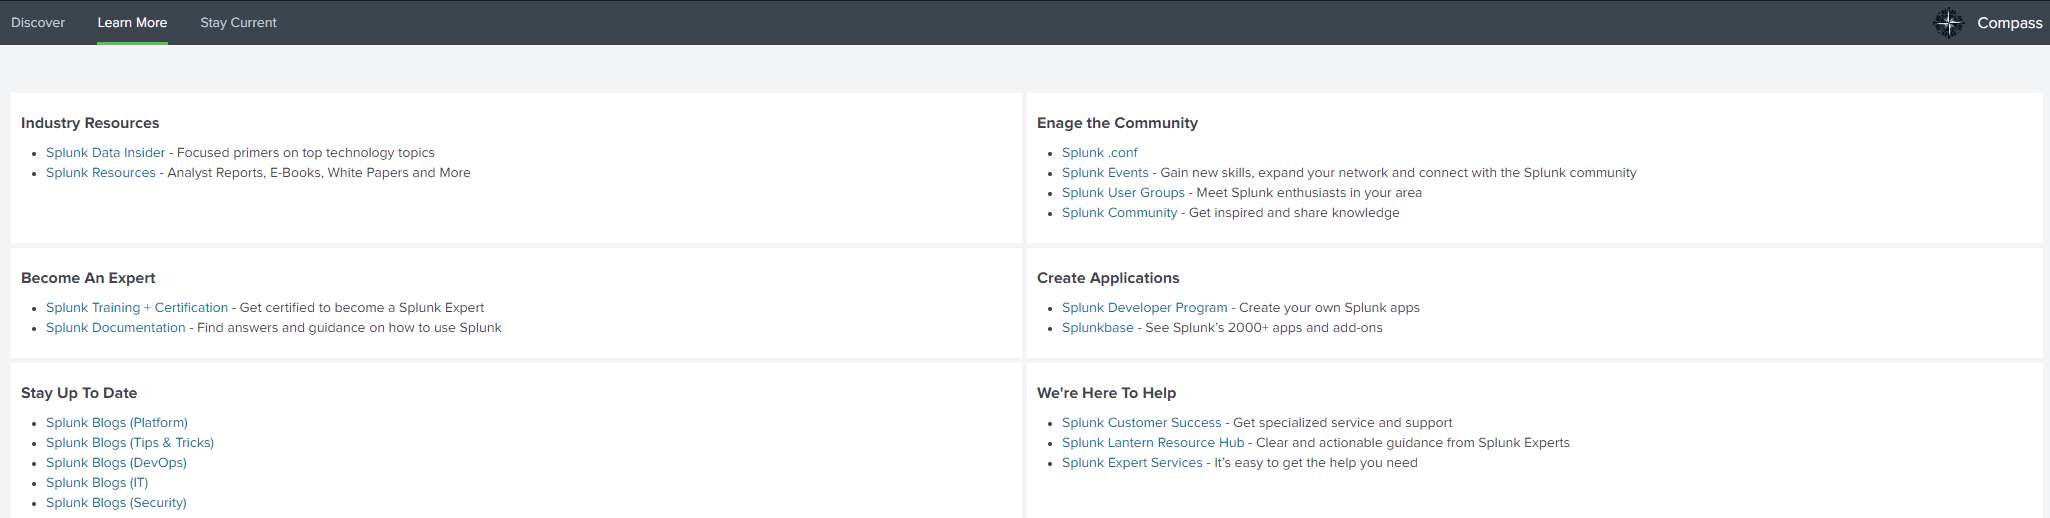 Discover Learn More Stay Current Compass
Industry Resources
Splunk Data Insider - Focused primers on top technology topics
Splunk Resources - Analyst Reports, E-Books, White Papers and More
Enage the Community
Splunk .conf
Splunk Events - Gain new skills, expand your network and connect with the Splunk community
Splunk User Groups - Meet Splunk enthusiasts in your area
Splunk Community - Get inspired and share knowledge
Become An Expert
Splunk Training + Certification - Get certified to become a Splunk Expert
Splunk Documentation - Find answers and guidance on how to use Splunk
Create Applications
Splunk Developer Program - Create your own Splunk apps
Splunkbase - See Splunk’s 2000+ apps and add-ons
Stay Up To Date
Splunk Blogs (Platform)
Splunk Blogs (Tips & Tricks)
Splunk Blogs (DevOps)
Splunk Blogs (IT)
Splunk Blogs (Security)
We're Here To Help
Splunk Customer Success - Get specialized service and support
Splunk Lantern Resource Hub - Clear and actionable guidance from Splunk Experts
Splunk Expert Services - It’s easy to get the help you need